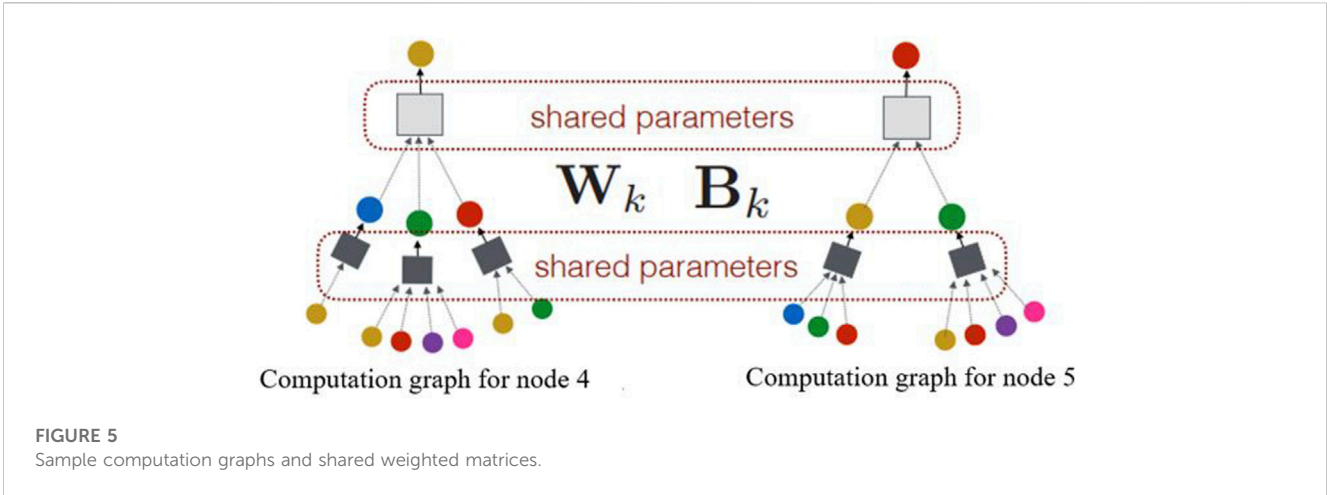 shared parameters
W_k B_k
shared parameters
Computation graph for node 4
Computation graph for node 5
FIGURE 5
Sample computation graphs and shared weighted matrices.